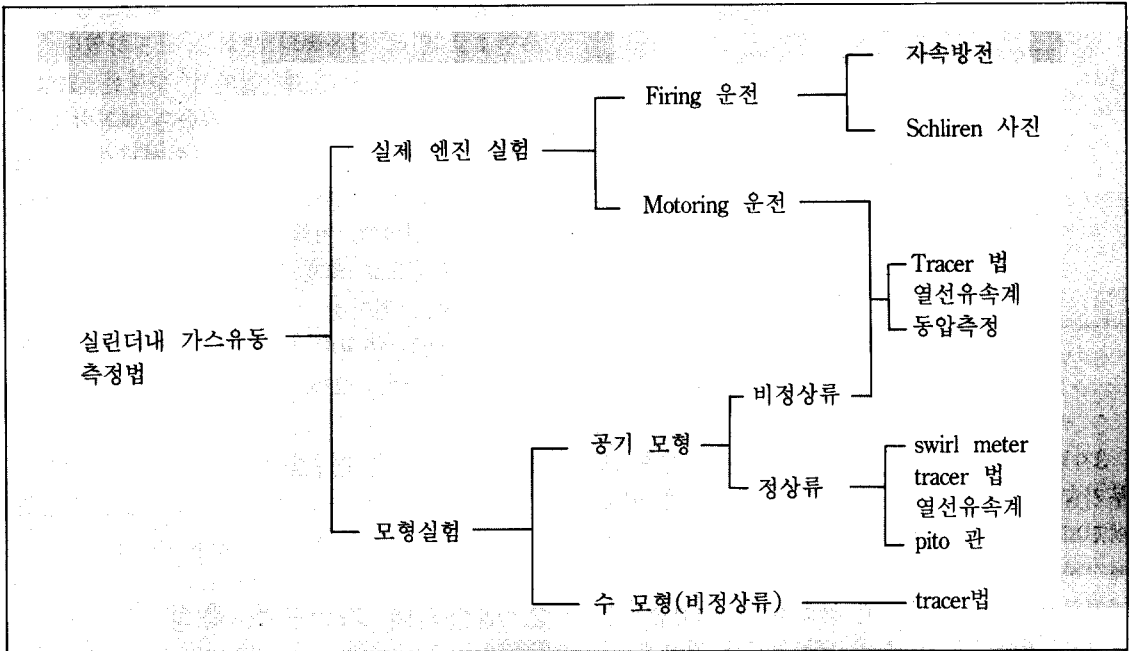 자속방전
Firing 운전
Schliren 사진
실제 엔진 실험
Motoring 운전
Tracer 법
열선유속계
동압측정
실린더내 가스유동
측정법
비정상류
공기 모형
swirl meter
정상류
tracer 법
열선유속계
모형실험
pito 관
수 모형(비정상류)
tracer법